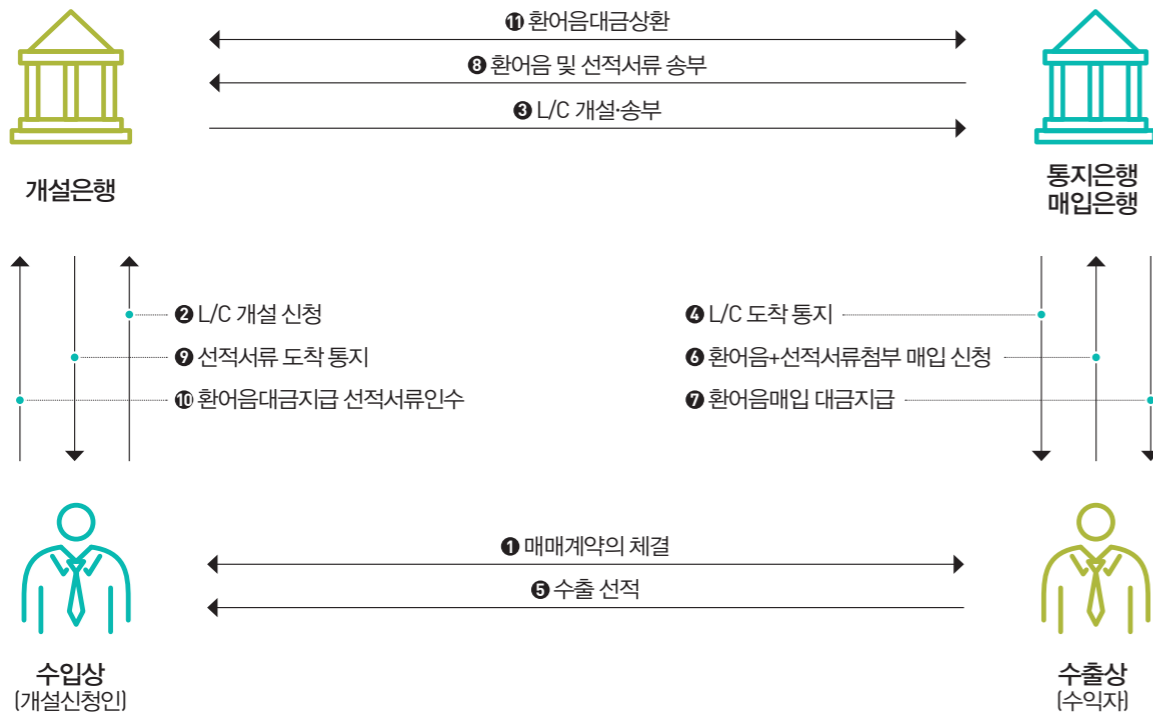 ⓫ 환어음대금상환
❽ 환어음 및 선적서류 송부
❸ L/C 개설·송부
개설은행
통지은행
매입은행
❷ L/C 개설 신청
❾ 선적서류 도착 통지
❿ 환어음대금지급 선적서류인수
❹ L/C 도착 통지
❻ 환어음+선적서류첨부 매입 신청
❼ 환어음매입 대금지급
❶ 매매계약의 체결
❺ 수출 선적
수입상
(개설신청인)
수출상
(수익자)